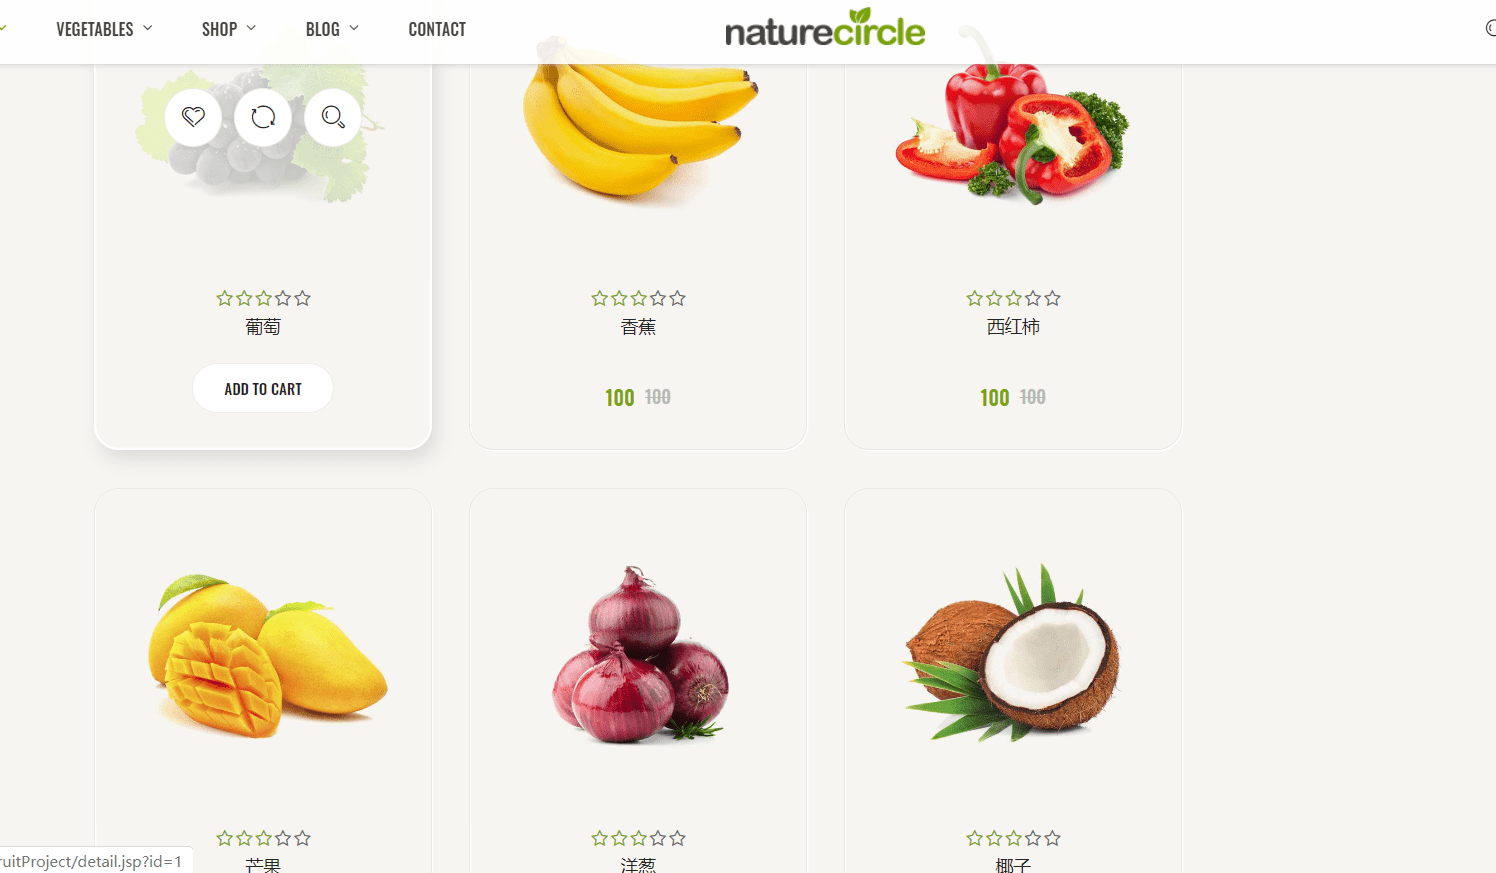 VEGETABLES SHOP BLOG CONTACT naturecircle
葡萄 香蕉 西红柿
ADD TO CART 100 100 100 100
芒果 洋葱 椰子
ruitProject/detail.jsp?id=1